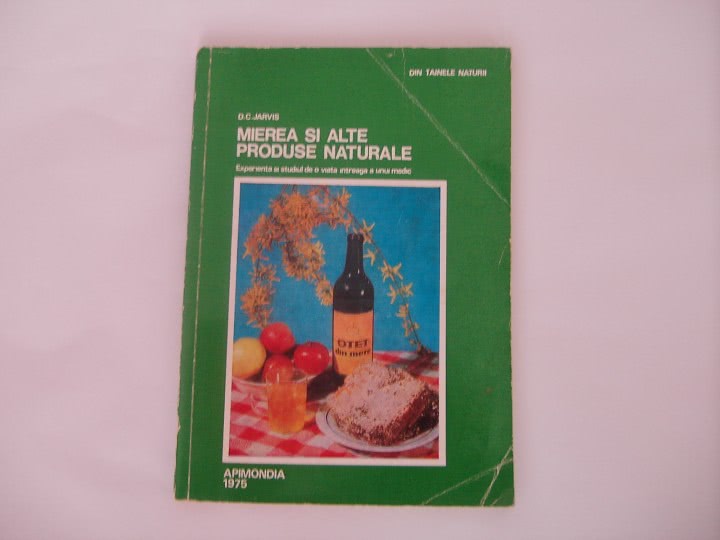 DIN TAINELE NATURII
D.C. JARVIS
MIEREA SI ALTE
PRODUSE NATURALE
Experienta si studiul de o viata intreaga a unui medic
OTET
din mere
APIMONDIA
1975